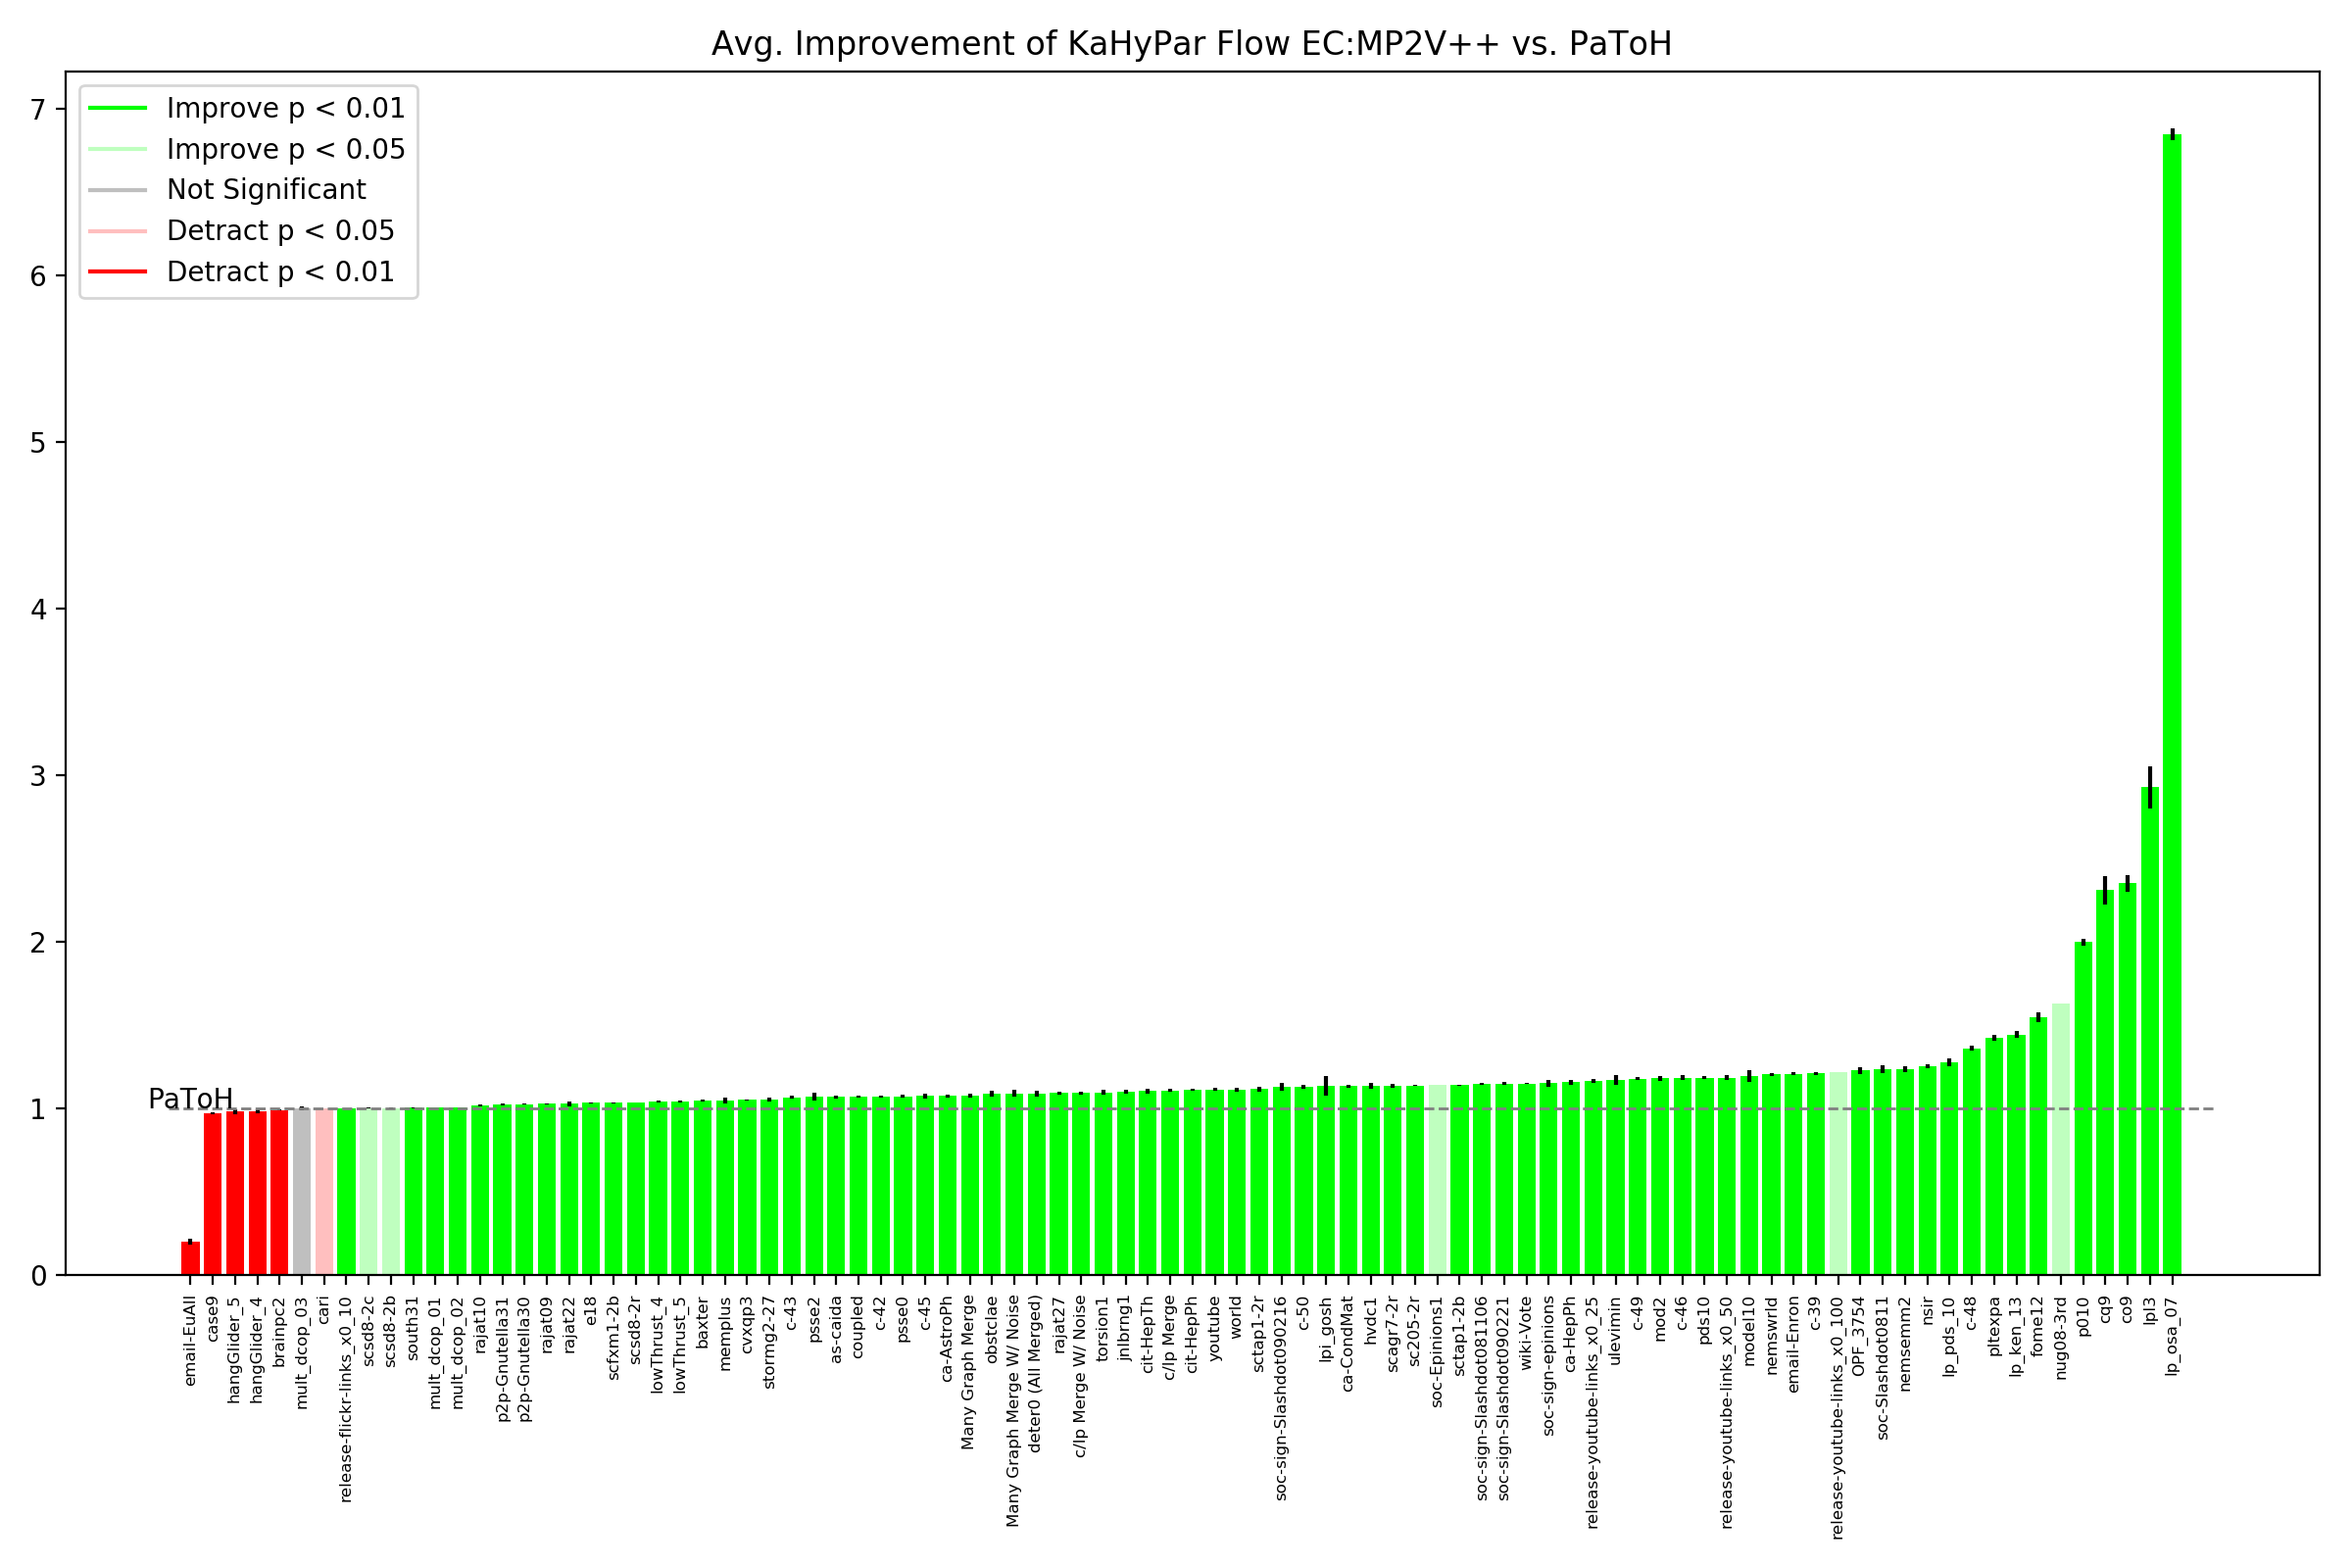 Avg. Improvement of KaHyPar Flow EC:MP2V++ vs. PaToH
Improve p < 0.01
Improve p < 0.05
Not Significant
Detract p < 0.05
Detract p < 0.01
7
6
5
4
3
2
1
0
PaToH
email-EuAll
case9
hangGlider_5
hangGlider_4
brainpc2
mult_dcop_03
cari
release-flickr-links_x0_10
scsd8-2c
scsd8-2b
south31
mult_dcop_01
mult_dcop_02
rajat10
p2p-Gnutella31
p2p-Gnutella30
rajat09
rajat22
e18
scfxm1-2b
scsd8-2r
lowThrust_4
lowThrust_5
baxter
memplus
cvxqp3
stormg2-27
c-43
psse2
as-caida
coupled
c-42
psse0
c-45
ca-AstroPh
Many Graph Merge
obstclae
Many Graph Merge W/ Noise
deter0 (All Merged)
rajat27
c/lp Merge W/ Noise
torsion1
jnlbrng1
cit-HepTh
c/lp Merge
cit-HepPh
youtube
world
sctap1-2r
soc-sign-Slashdot090216
c-50
lpi_gosh
ca-CondMat
hvdc1
scagr7-2r
sc205-2r
soc-Epinions1
sctap1-2b
soc-sign-Slashdot081106
soc-sign-Slashdot090221
wiki-Vote
soc-sign-epinions
ca-HepPh
release-youtube-links_x0_25
ulevimin
c-49
mod2
c-46
pds10
release-youtube-links_x0_50
model10
nemswrld
email-Enron
c-39
release-youtube-links_x0_100
OPF_3754
soc-Slashdot0811
nemsemm2
nsir
lp_pds_10
c-48
pltexpa
lp_ken_13
fome12
nug08-3rd
p010
cq9
co9
lpl3
lp_osa_07